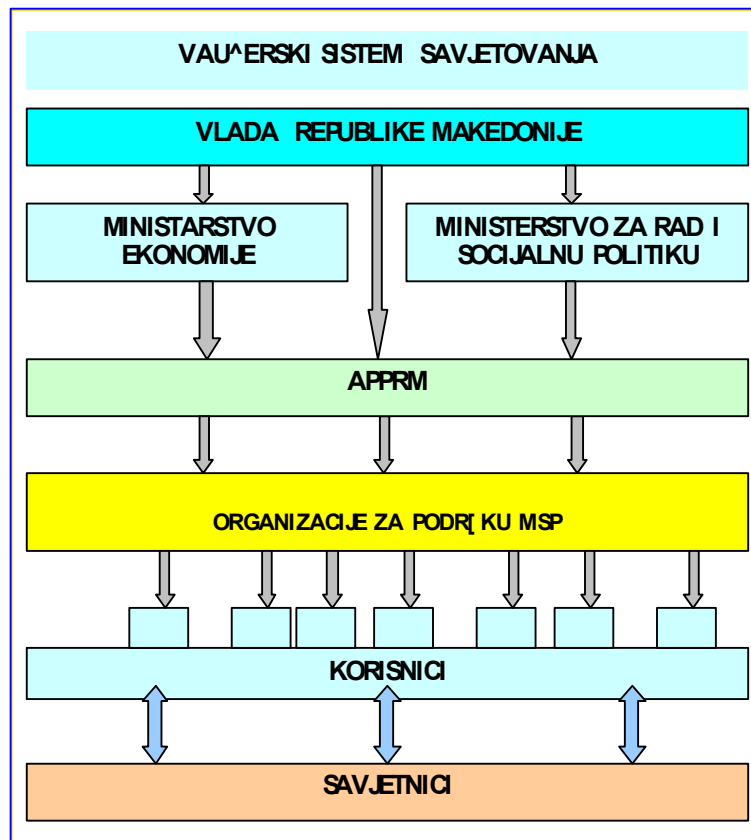 VAU^ERSKI SISTEM SAVJETOVANJA
VLADA REPUBLIKE MAKEDONIJE
MINISTARSTVO
EKONOMIJE
MINISTERSTVO ZA RAD I
SOCIJALNU POLITIKU
APPRM
ORGANIZACIJE ZA PODR[KU MSP
KORISNICI
SAVJETNICI